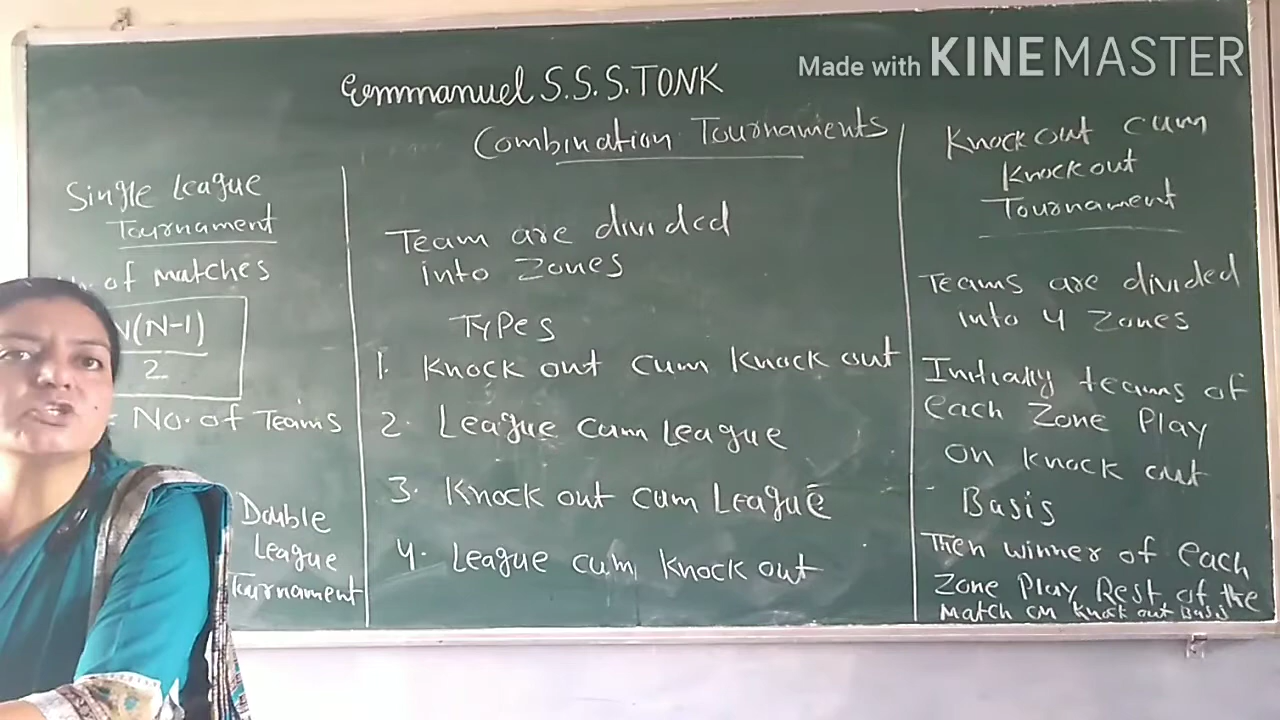 Made with KINEMASTER
Emmanuel S.S.S. TONK
Combination Tournaments
Single League
Tournament
of matches
N(N-1)
2
= No. of Teams
Double
League
Tournament
Team are divided
into Zones
Types
1. Knock out cum Knock out
2. League cum League
3. Knock out cum League
4. League cum Knock out
Knock out cum
Knock out
Tournament
Teams are divided
into 4 Zones
Initially teams of
each Zone Play
on knock out
Basis
Then winner of each
Zone Play Rest of the
Match on knock out Basis